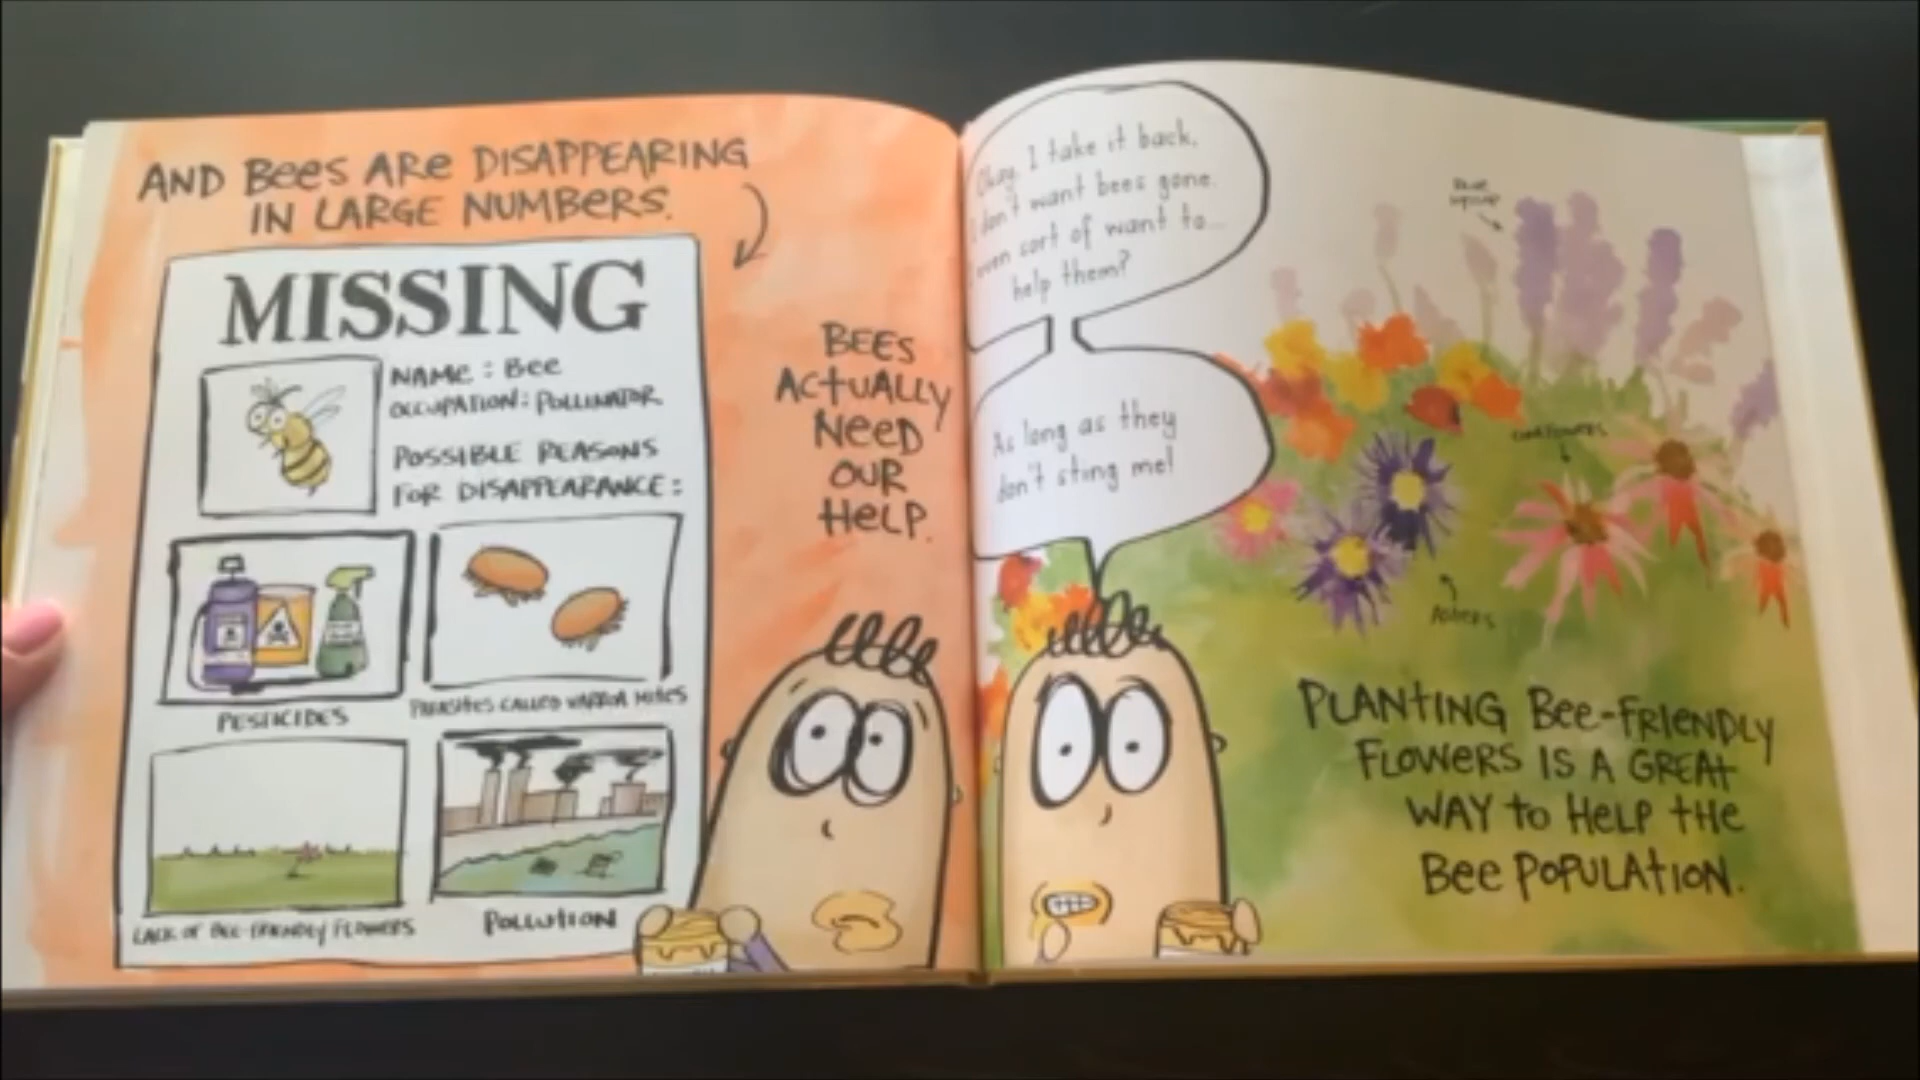 AND BEES ARE DISAPPEARING
IN LARGE NUMBERS.
MISSING
NAME: BEE
OCCUPATION: POLLINATOR
POSSIBLE REASONS
FOR DISAPPEARANCE:
PESTICIDES
PARASITES CALLED VARROA MITES
LACK OF BEE-FRIENDLY FLOWERS
POLLUTION
BEES
ACTUALLY
NEED
OUR
HELP.
Okay, I take it back.
I don't want bees gone.
I even sort of want to...
help them?
As long as they
don't sting me!
coneflowers
Asters
PLANTING BEE-FRIENDLY
FLOWERS IS A GREAT
WAY TO HELP THE
BEE POPULATION.